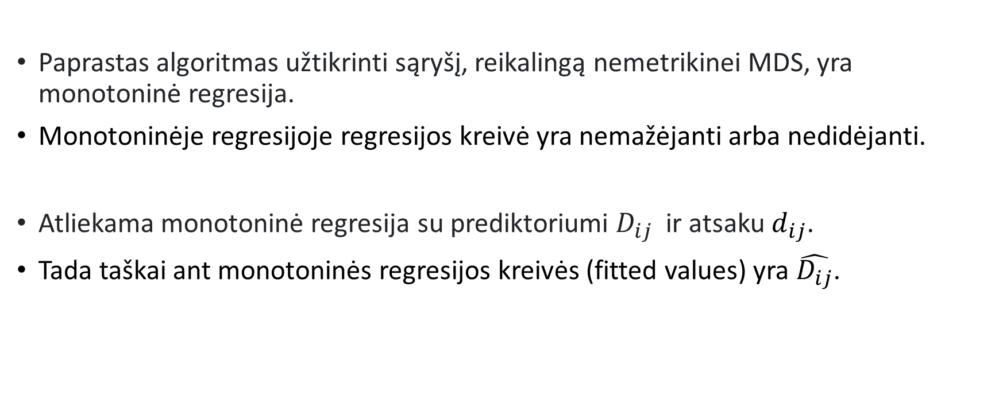 • Paprastas algoritmas užtikrinti sąryšį, reikalingą nemetrikinei MDS, yra
monotoninė regresija.
• Monotoninėje regresijoje regresijos kreivė yra nemažėjanti arba nedidėjanti.
• Atliekama monotoninė regresija su prediktoriumi $D_{ij}$ ir atsaku $d_{ij}$.
• Tada taškai ant monotoninės regresijos kreivės (fitted values) yra $\widehat{D_{ij}}$.